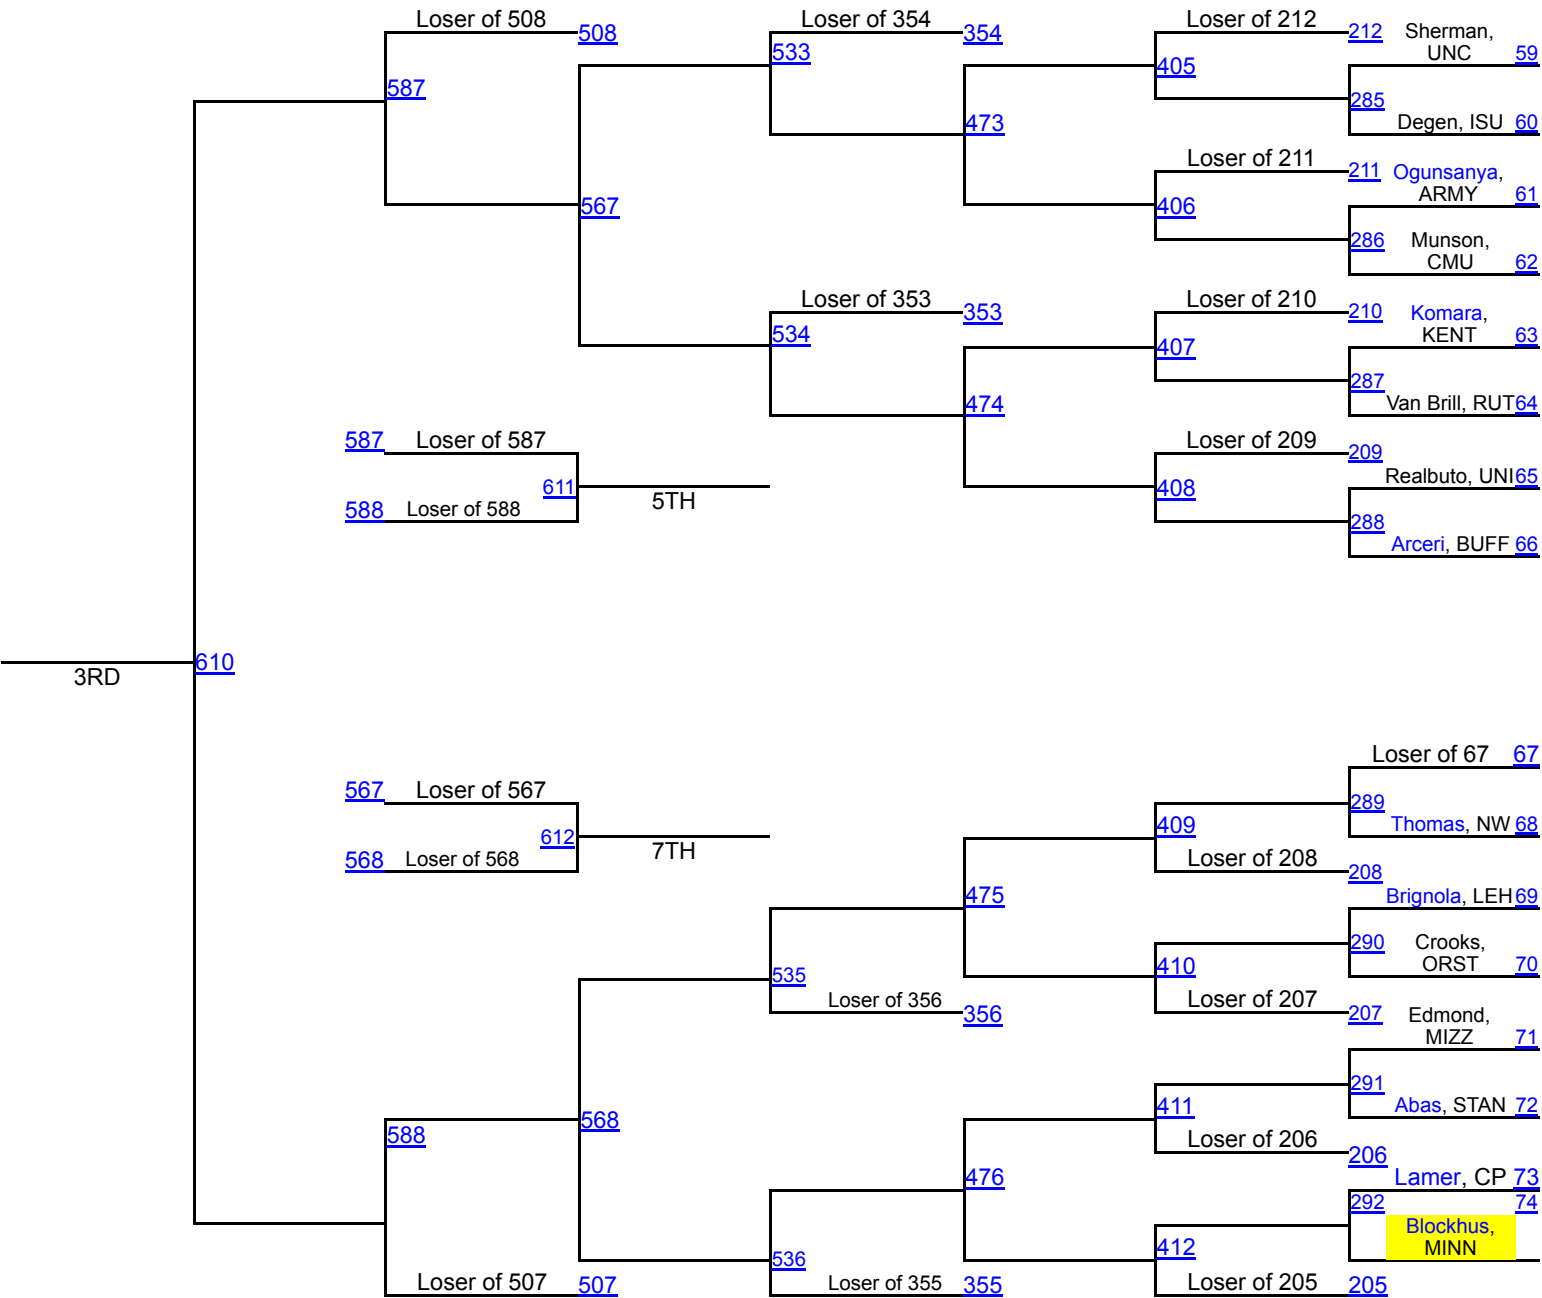 Loser of 508 508
Loser of 354 354
Loser of 212 212
Sherman,
UNC 59
533
405
587
285
Degen, ISU 60
473
Loser of 211 211
Ogunsanya,
ARMY 61
567
406
286
Munson,
CMU 62
Loser of 353 353
Loser of 210 210
Komara,
KENT 63
534
407
287
Van Brill, RUT 64
474
587 Loser of 587
Loser of 209 209
Realbuto, UNI 65
611
5TH
408
588 Loser of 588
288
Arceri, BUFF 66
610
3RD
Loser of 67 67
567 Loser of 567
289
Thomas, NW 68
409
612
7TH
568 Loser of 568
Loser of 208 208
475
Brignola, LEH 69
290
Crooks,
ORST 70
410
535
Loser of 356 356
Loser of 207 207
Edmond,
MIZZ 71
291
Abas, STAN 72
411
568
588
Loser of 206 206
476
Lamer, CP 73
292
74
Blockhus,
MINN
412
536
Loser of 507 507
Loser of 355 355
Loser of 205 205